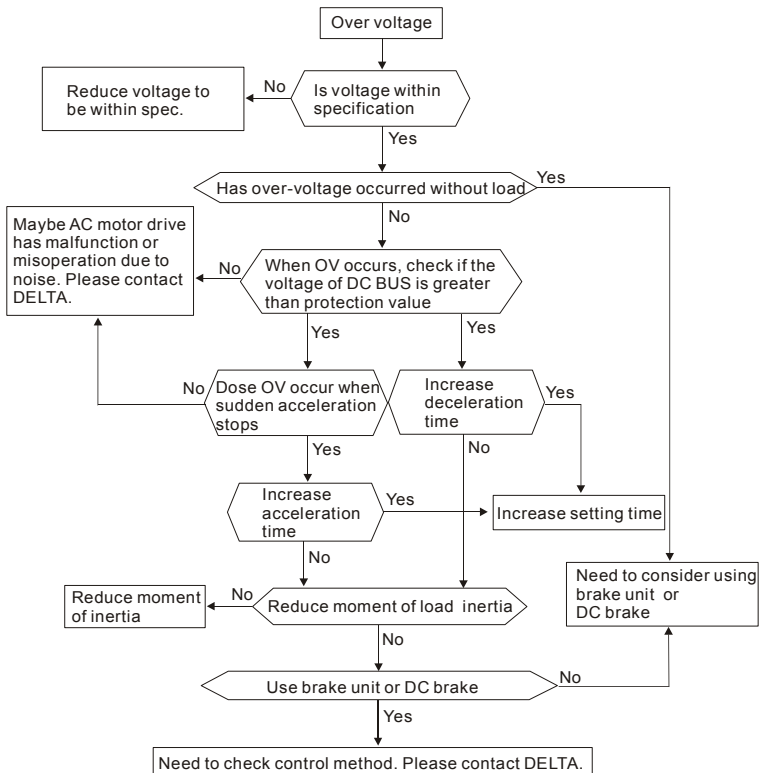 Over voltage
Reduce voltage to
be within spec.
No
Is voltage within
specification
Yes
Has over-voltage occurred without load
Yes
No
Maybe AC motor drive
has malfunction or
misoperation due to
noise. Please contact
DELTA.
No
When OV occurs, check if the
voltage of DC BUS is greater
than protection value
Yes
Yes
No
Dose OV occur when
sudden acceleration
stops
Increase
deceleration
time
Yes
Yes
No
Increase
acceleration
time
Yes
Increase setting time
No
Need to consider using
brake unit or
DC brake
Reduce moment
of inertia
No
Reduce moment of load inertia
No
Use brake unit or DC brake
No
Yes
Need to check control method. Please contact DELTA.